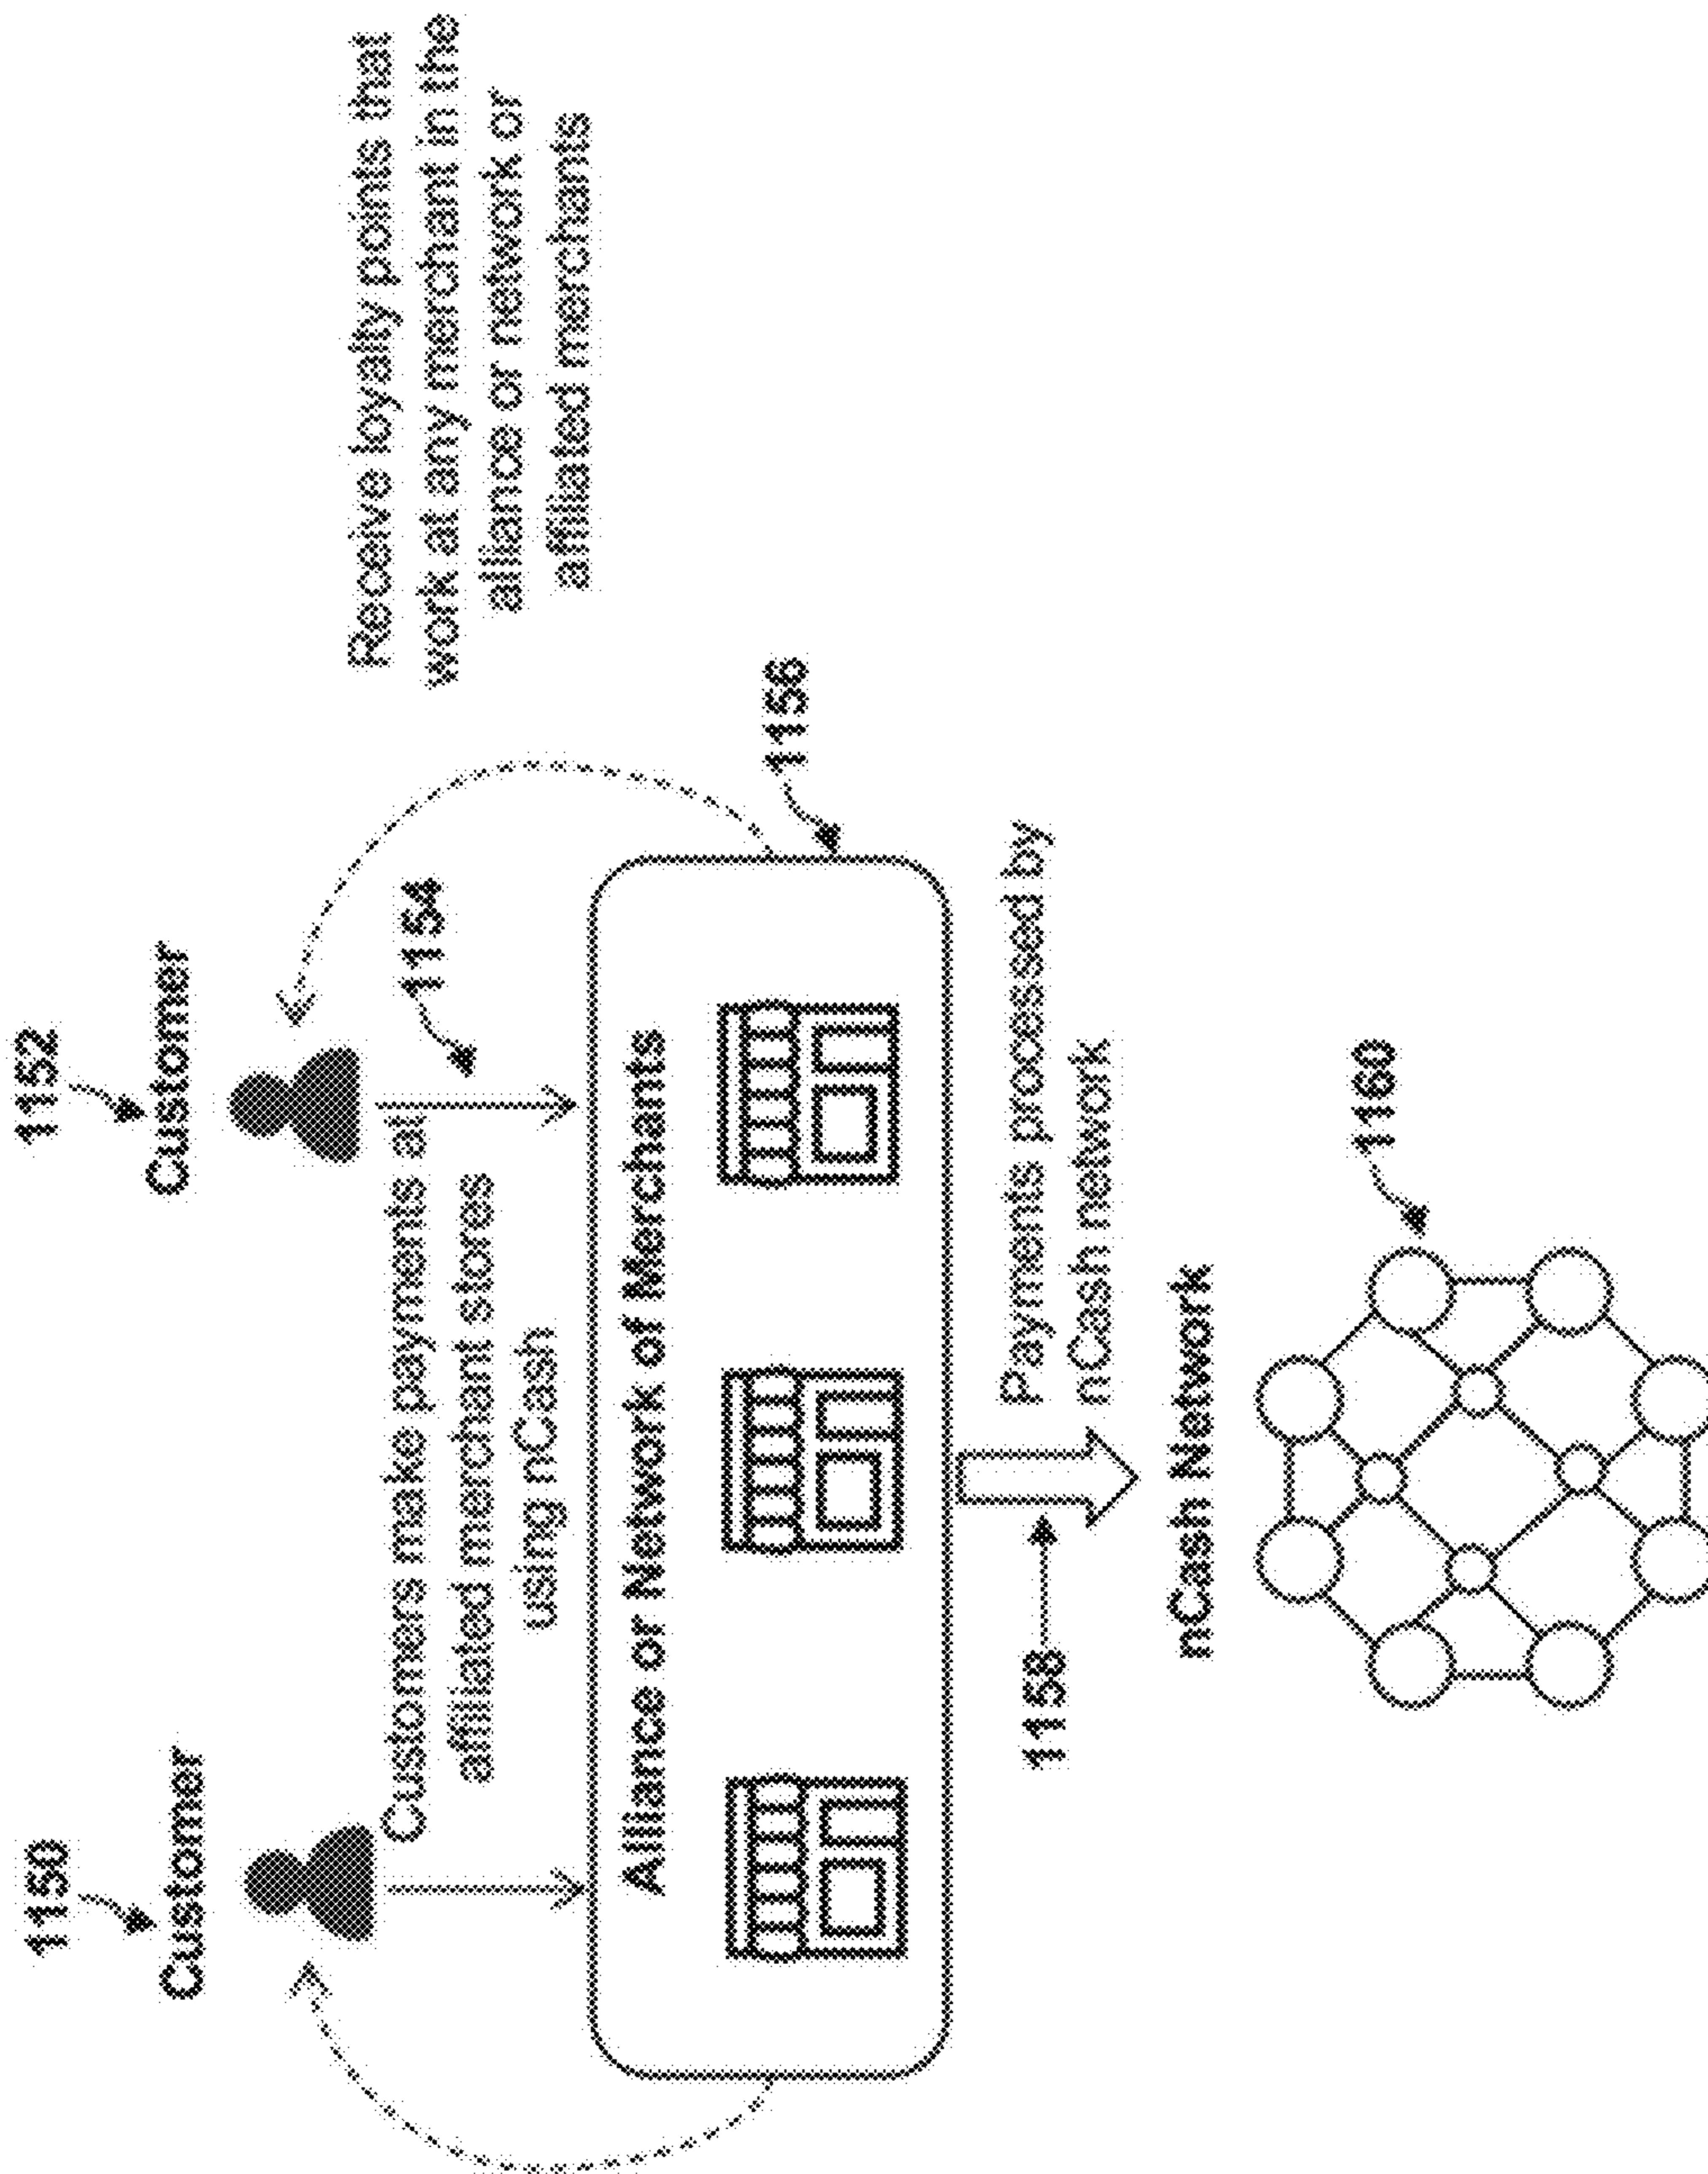 1150
1152
Customer
Customer
Receive loyalty points that
work at any merchant in the
alliance or network or
affiliated merchants
Customers make payments at
affiliated merchant stores
using nCash
1154
Alliance or Network of Merchants
1156
1158
Payments processed by
nCash network
nCash Network
1160